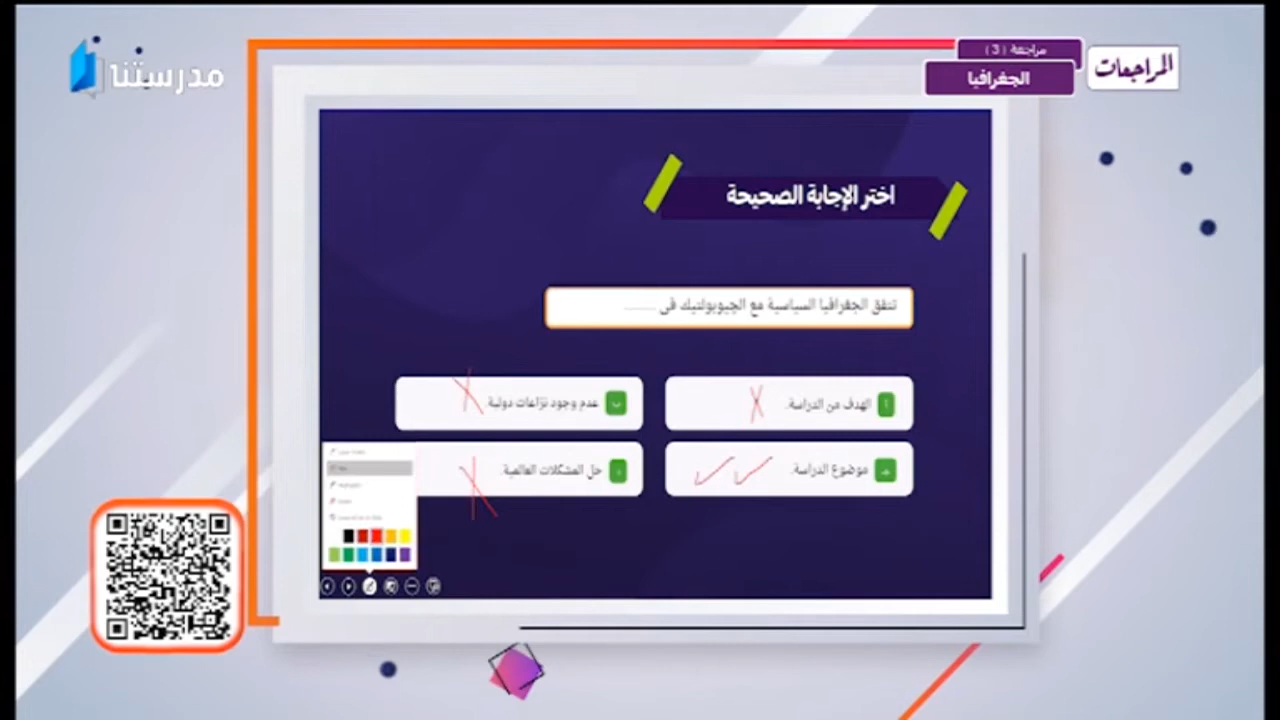 مراجعة (3)
الجغرافيا
المراجعات
مدرستنا
اختر الإجابة الصحيحة
تتفق الجغرافيا السياسية مع الجيوبولتيك في ..........
أ الهدف من الدراسة.
ب عدم وجود نزاعات دولية.
جـ موضوع الدراسة.
د حل المشكلات العالمية.